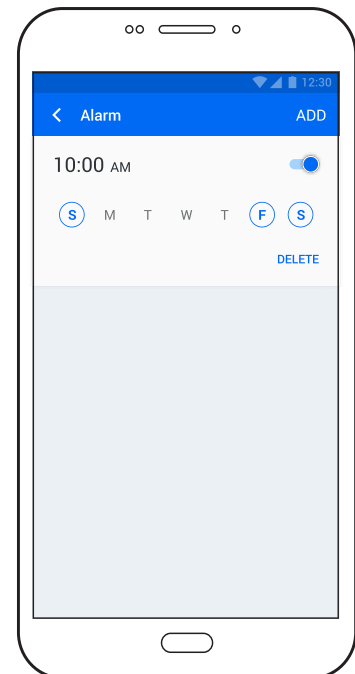 12:30
Alarm ADD
10:00 AM
S M T W T F S
DELETE